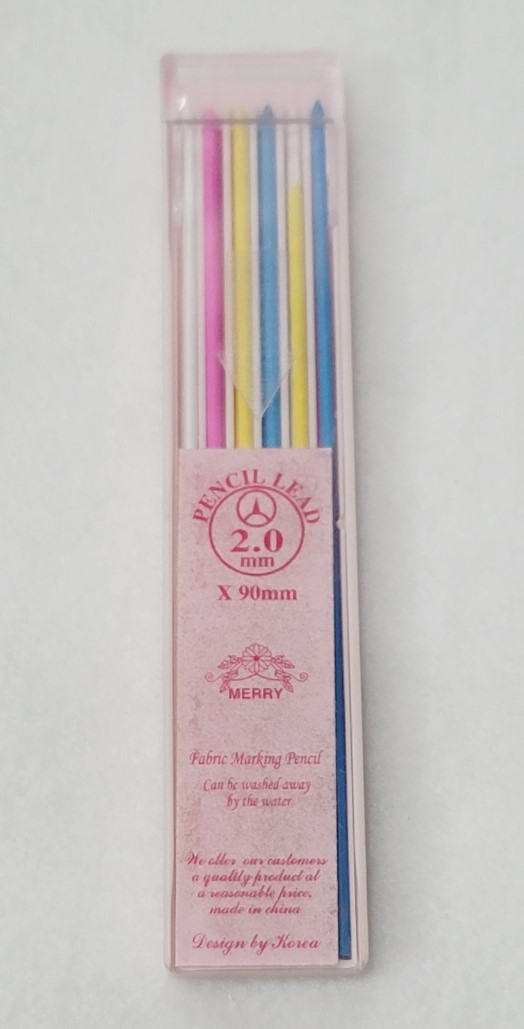 PENCIL LEAD
2.0
mm
X 90mm
MERRY
Fabric Marking Pencil
Can be washed away
by the water
We offer our customers
a quality product at
a reasonable price.
made in china
Design by Korea